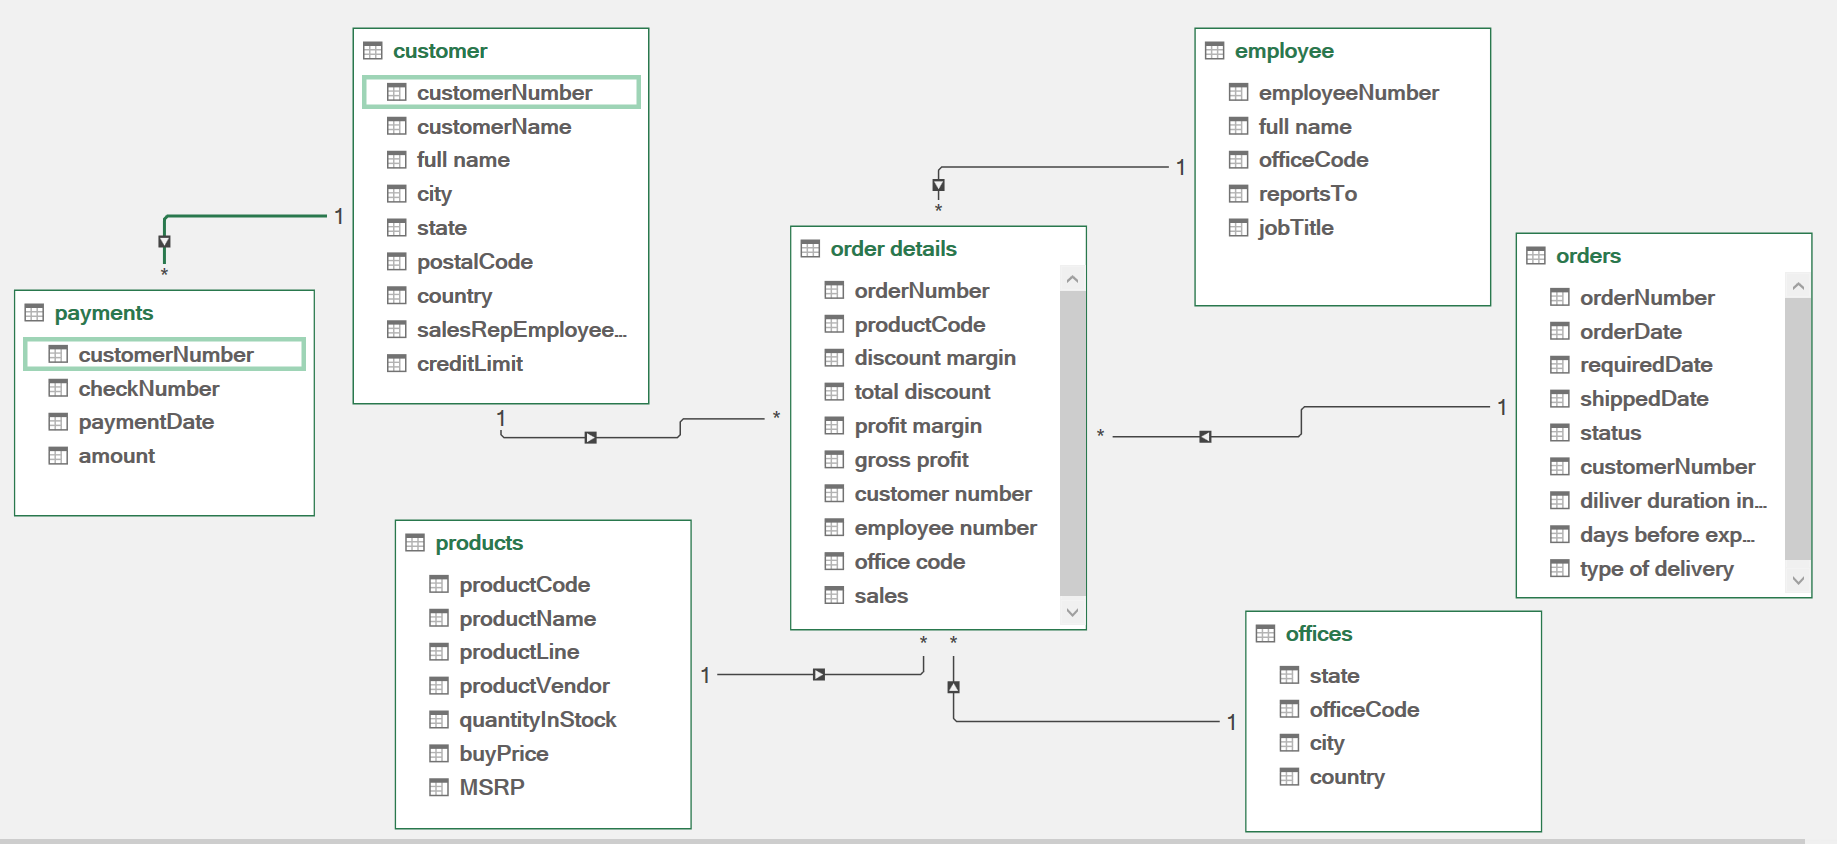 customer
customerNumber
customerName
full name
city
state
postalCode
country
salesRepEmployee...
creditLimit
1
1
*
payments
customerNumber
checkNumber
paymentDate
amount
employee
employeeNumber
full name
officeCode
reportsTo
jobTitle
1
*
order details
orderNumber
productCode
discount margin
total discount
profit margin
gross profit
customer number
employee number
office code
sales
*
*
*
*
orders
orderNumber
orderDate
requiredDate
shippedDate
status
customerNumber
diliver duration in...
days before exp...
type of delivery
1
products
productCode
productName
productLine
productVendor
quantityInStock
buyPrice
MSRP
1
offices
state
officeCode
city
country
1